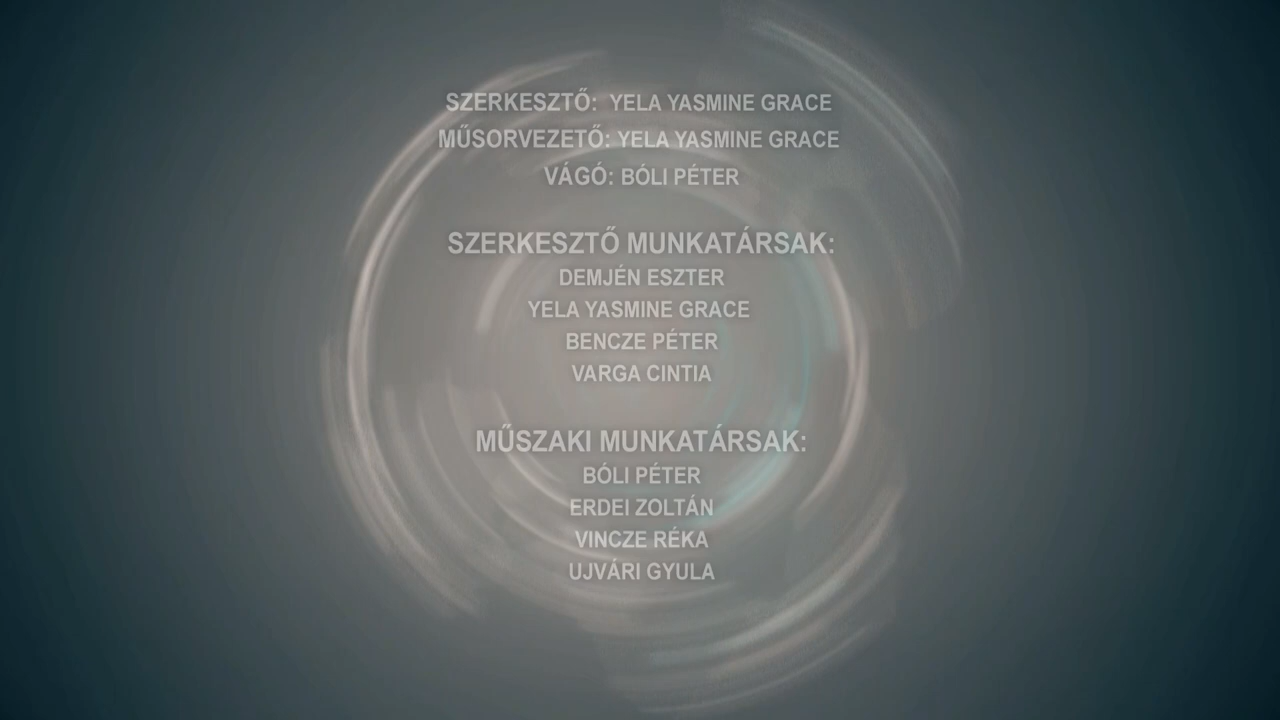 SZERKESZTŐ: YELA YASMINE GRACE
MŰSORVEZETŐ: YELA YASMINE GRACE
VÁGÓ: BÓLI PÉTER
SZERKESZTŐ MUNKATÁRSAK:
DEMJÉN ESZTER
YELA YASMINE GRACE
BENCZE PÉTER
VARGA CINTIA
MŰSZAKI MUNKATÁRSAK:
BÓLI PÉTER
ERDEI ZOLTÁN
VINCZE RÉKA
UJVÁRI GYULA